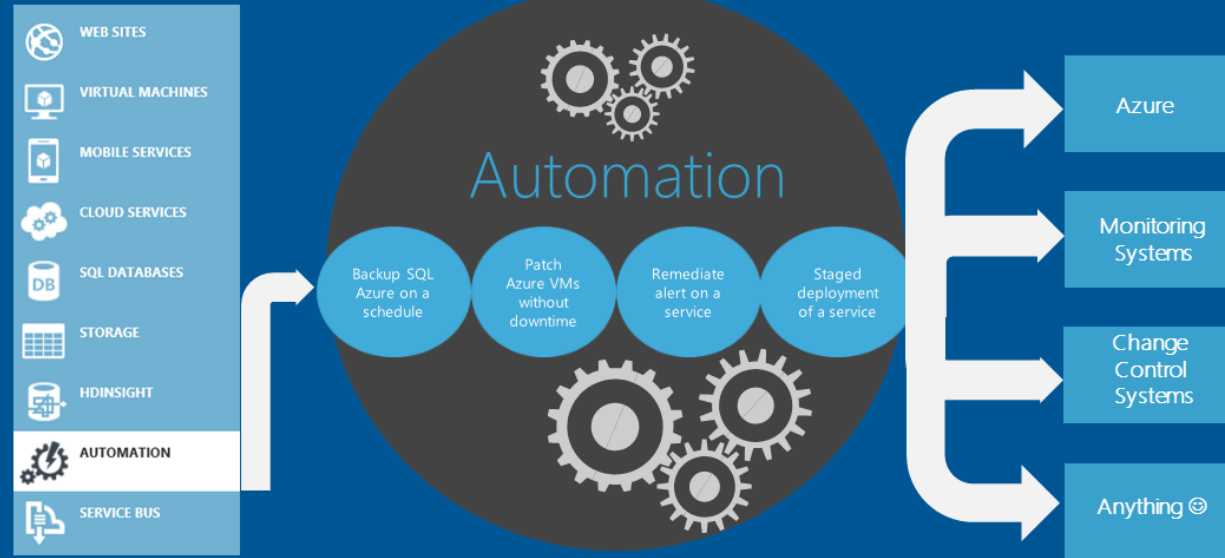 WEB SITES
VIRTUAL MACHINES
MOBILE SERVICES
CLOUD SERVICES
DB
SQL DATABASES
STORAGE
HDINSIGHT
AUTOMATION
SERVICE BUS
Automation
Backup SQL
Azure on a
schedule
Patch
Azure VMs
without
downtime
Remediate
alert on a
service
Staged
deployment
of a service
Azure
Monitoring
Systems
Change
Control
Systems
Anything ☺